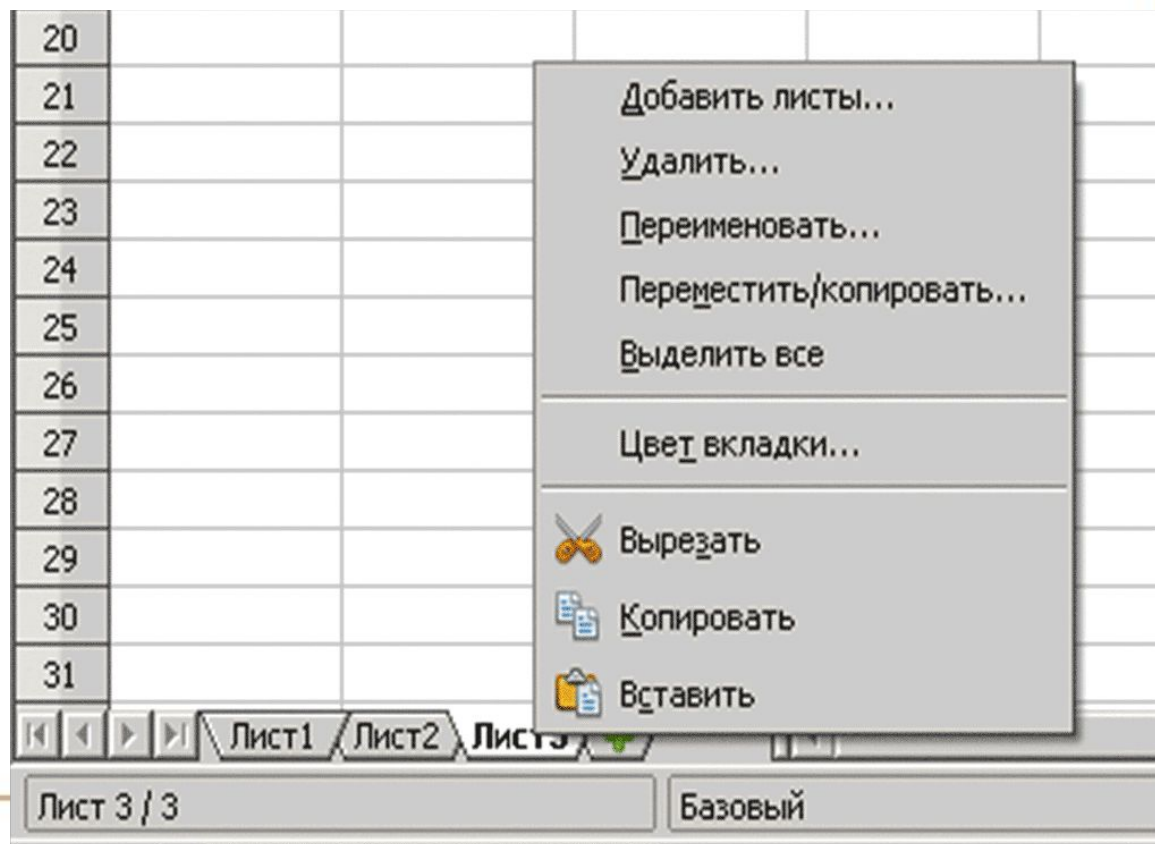 20
21
Добавить листы...
22
Удалить...
23
Переименовать...
24
Переместить/копировать...
25
Выделить все
26
27
Цвет вкладки...
28
29
Вырезать
30
Копировать
31
Вставить
Лист1 Лист2 Лист3
Лист 3 / 3 Базовый